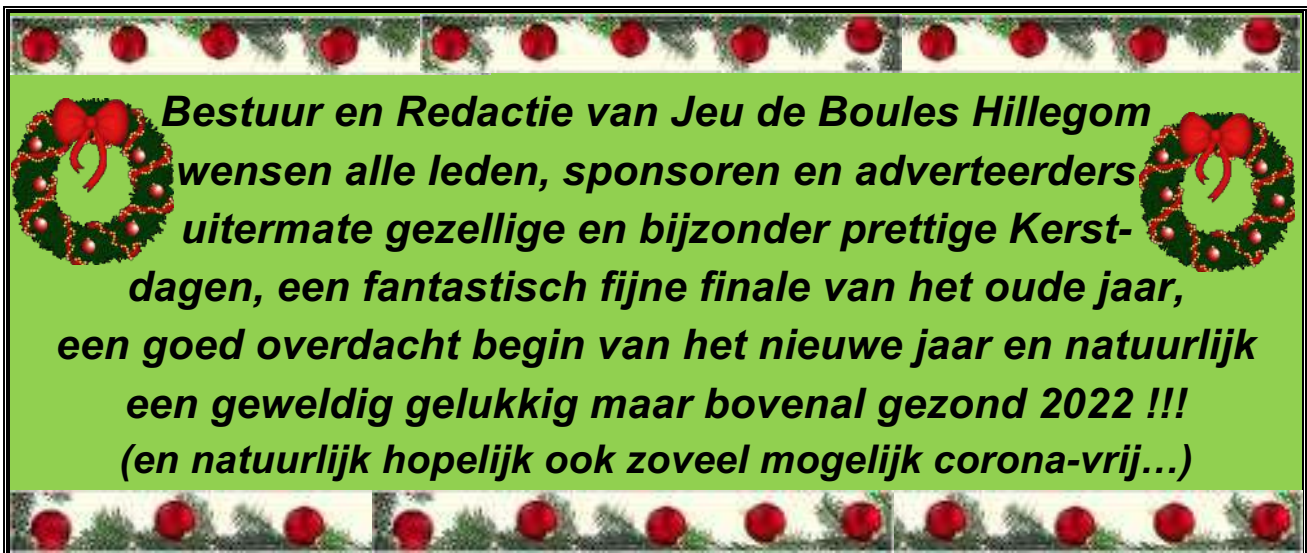 Bestuur en Redactie van Jeu de Boules Hillegom
wensen alle leden, sponsoren en adverteerders
uitermate gezellige en bijzonder prettige Kerst-
dagen, een fantastisch fijne finale van het oude jaar,
een goed overdacht begin van het nieuwe jaar en natuurlijk
een geweldig gelukkig maar bovenal gezond 2022 !!!
(en natuurlijk hopelijk ook zoveel mogelijk corona-vrij…)